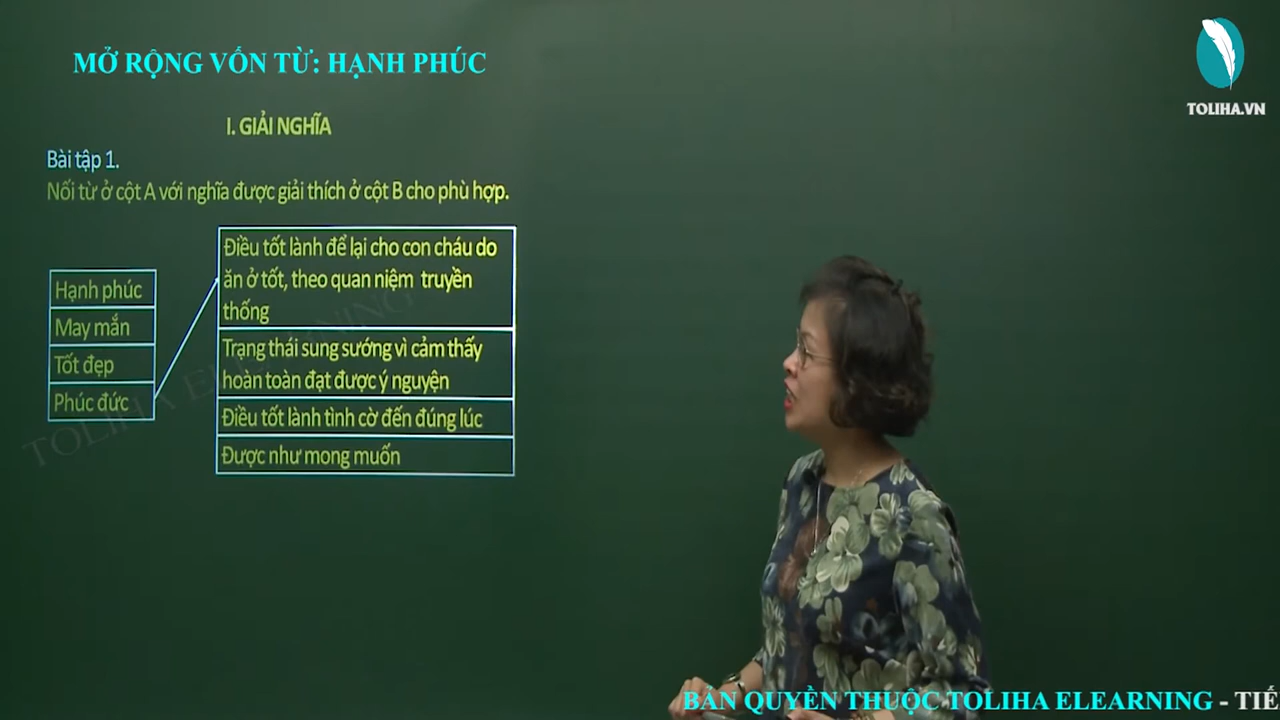 MỞ RỘNG VỐN TỪ: HẠNH PHÚC
TOLIHA.VN
I. GIẢI NGHĨA
Bài tập 1.
Nối từ ở cột A với nghĩa được giải thích ở cột B cho phù hợp.
Hạnh phúc
May mắn
Tốt đẹp
Phúc đức
Điều tốt lành để lại cho con cháu do
ăn ở tốt, theo quan niệm truyền
thống
Trạng thái sung sướng vì cảm thấy
hoàn toàn đạt được ý nguyện
Điều tốt lành tình cờ đến đúng lúc
Được như mong muốn
TOLIHA ELEARNING
BẢN QUYỀN THUỘC TOLIHA ELEARNING - TIẾ